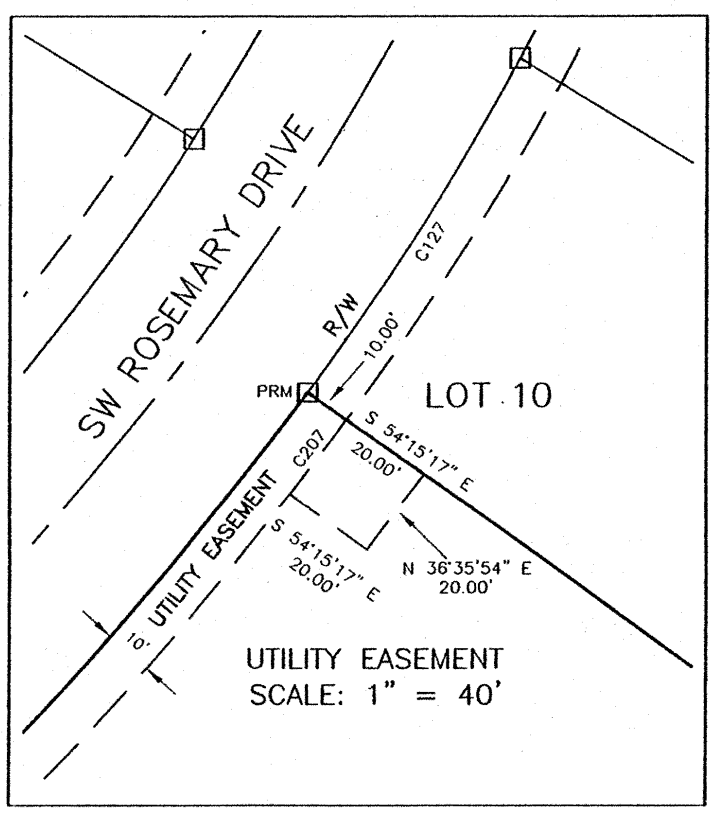 SW ROSEMARY DRIVE
C127
R/W
10.00'
PRM
LOT 10
S 54°15'17" E
20.00'
C207
UTILITY EASEMENT
S 54°15'17" E
20.00'
N 36°35'54" E
20.00'
10'
UTILITY EASEMENT
SCALE: 1" = 40'